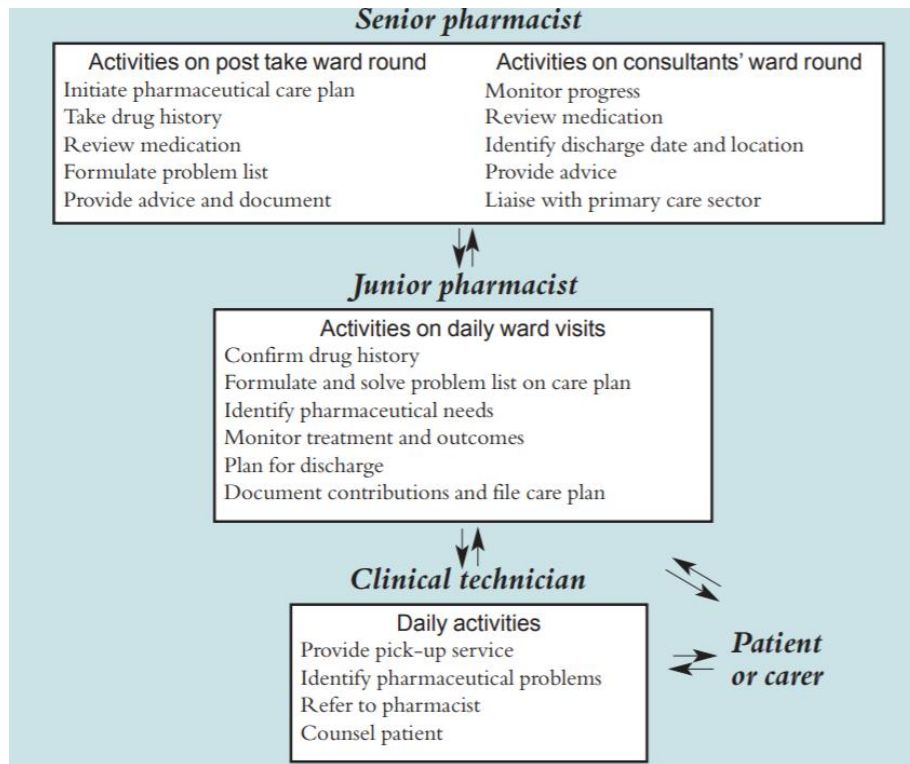 Senior pharmacist
Activities on post take ward round
Initiate pharmaceutical care plan
Take drug history
Review medication
Formulate problem list
Provide advice and document
Activities on consultants' ward round
Monitor progress
Review medication
Identify discharge date and location
Provide advice
Liaise with primary care sector
Junior pharmacist
Activities on daily ward visits
Confirm drug history
Formulate and solve problem list on care plan
Identify pharmaceutical needs
Monitor treatment and outcomes
Plan for discharge
Document contributions and file care plan
Clinical technician
Daily activities
Provide pick-up service
Identify pharmaceutical problems
Refer to pharmacist
Counsel patient
Patient
or carer